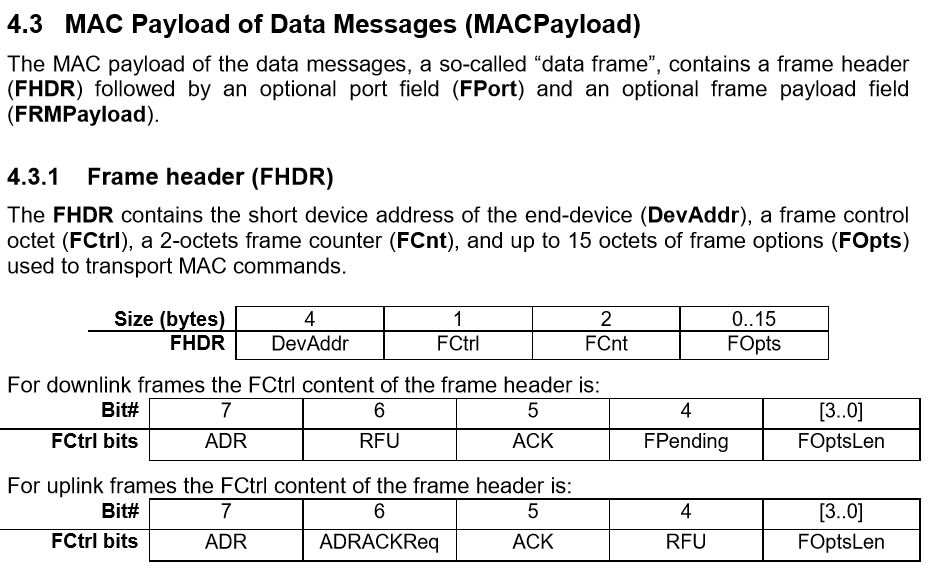 4.3 MAC Payload of Data Messages (MACPayload)
The MAC payload of the data messages, a so-called “data frame”, contains a frame header
(FHDR) followed by an optional port field (FPort) and an optional frame payload field
(FRMPayload).
4.3.1 Frame header (FHDR)
The FHDR contains the short device address of the end-device (DevAddr), a frame control
octet (FCtrl), a 2-octets frame counter (FCnt), and up to 15 octets of frame options (FOpts)
used to transport MAC commands.
Size (bytes) 4 1 2 0..15
FHDR DevAddr FCtrl FCnt FOpts
For downlink frames the FCtrl content of the frame header is:
Bit# 7 6 5 4 [3..0]
FCtrl bits ADR RFU ACK FPending FOptsLen
For uplink frames the FCtrl content of the frame header is:
Bit# 7 6 5 4 [3..0]
FCtrl bits ADR ADRACKReq ACK RFU FOptsLen